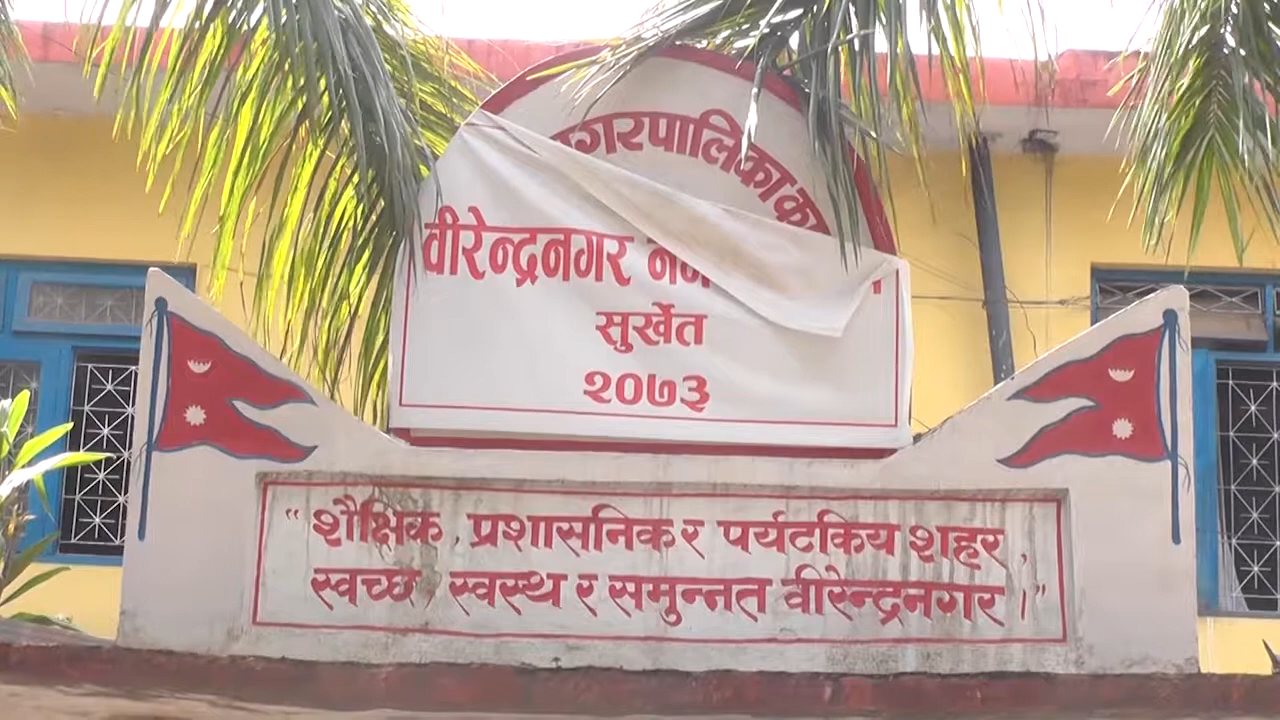 गरपालिका का
वीरेन्द्रनगर
सुर्खेत
२०७३
“ शैक्षिक, प्रशासनिक र पर्यटकिय शहर,
स्वच्छ, स्वस्थ र समुन्नत वीरेन्द्रनगर ।”